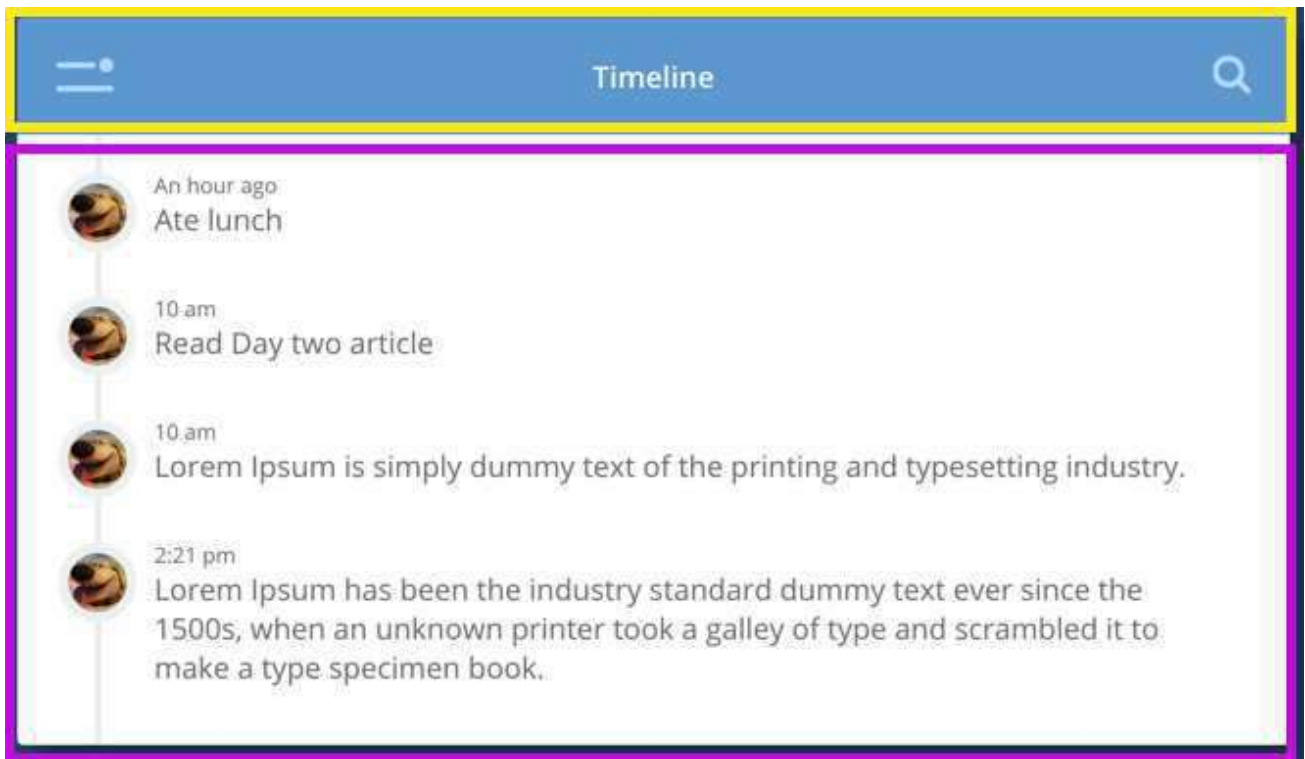 Timeline
An hour ago
Ate lunch
10 am
Read Day two article
10 am
Lorem Ipsum is simply dummy text of the printing and typesetting industry.
2:21 pm
Lorem Ipsum has been the industry standard dummy text ever since the
1500s, when an unknown printer took a galley of type and scrambled it to
make a type specimen book.